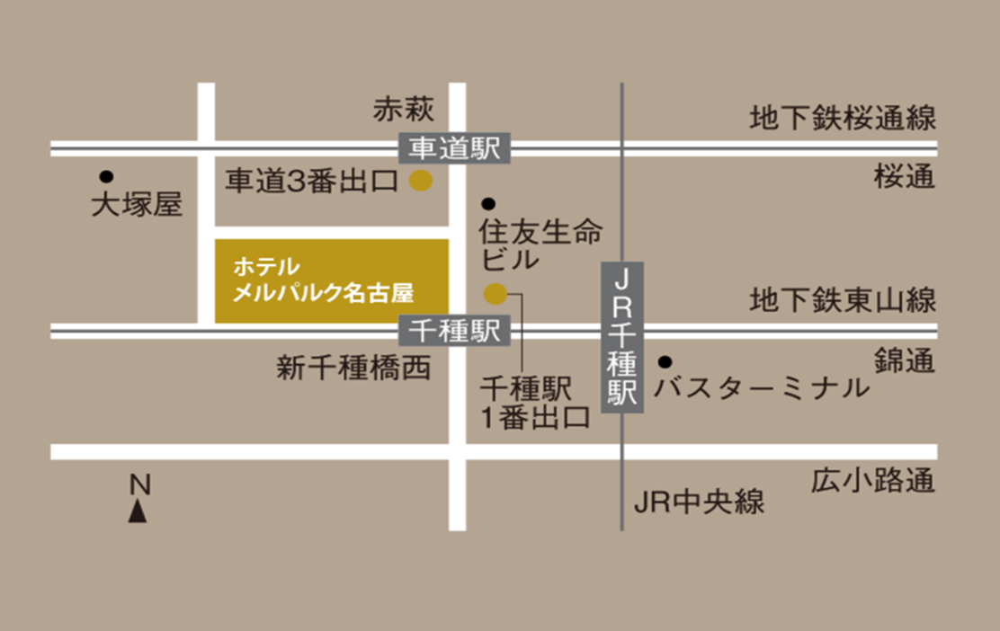 赤萩
地下鉄桜通線
車道駅
車道3番出口
桜通
大塚屋
住友生命
ビル
ホテル
メルパルク名古屋
JR千種駅
地下鉄東山線
千種駅
新千種橋西
錦通
千種駅
1番出口
バスターミナル
広小路通
N
JR中央線